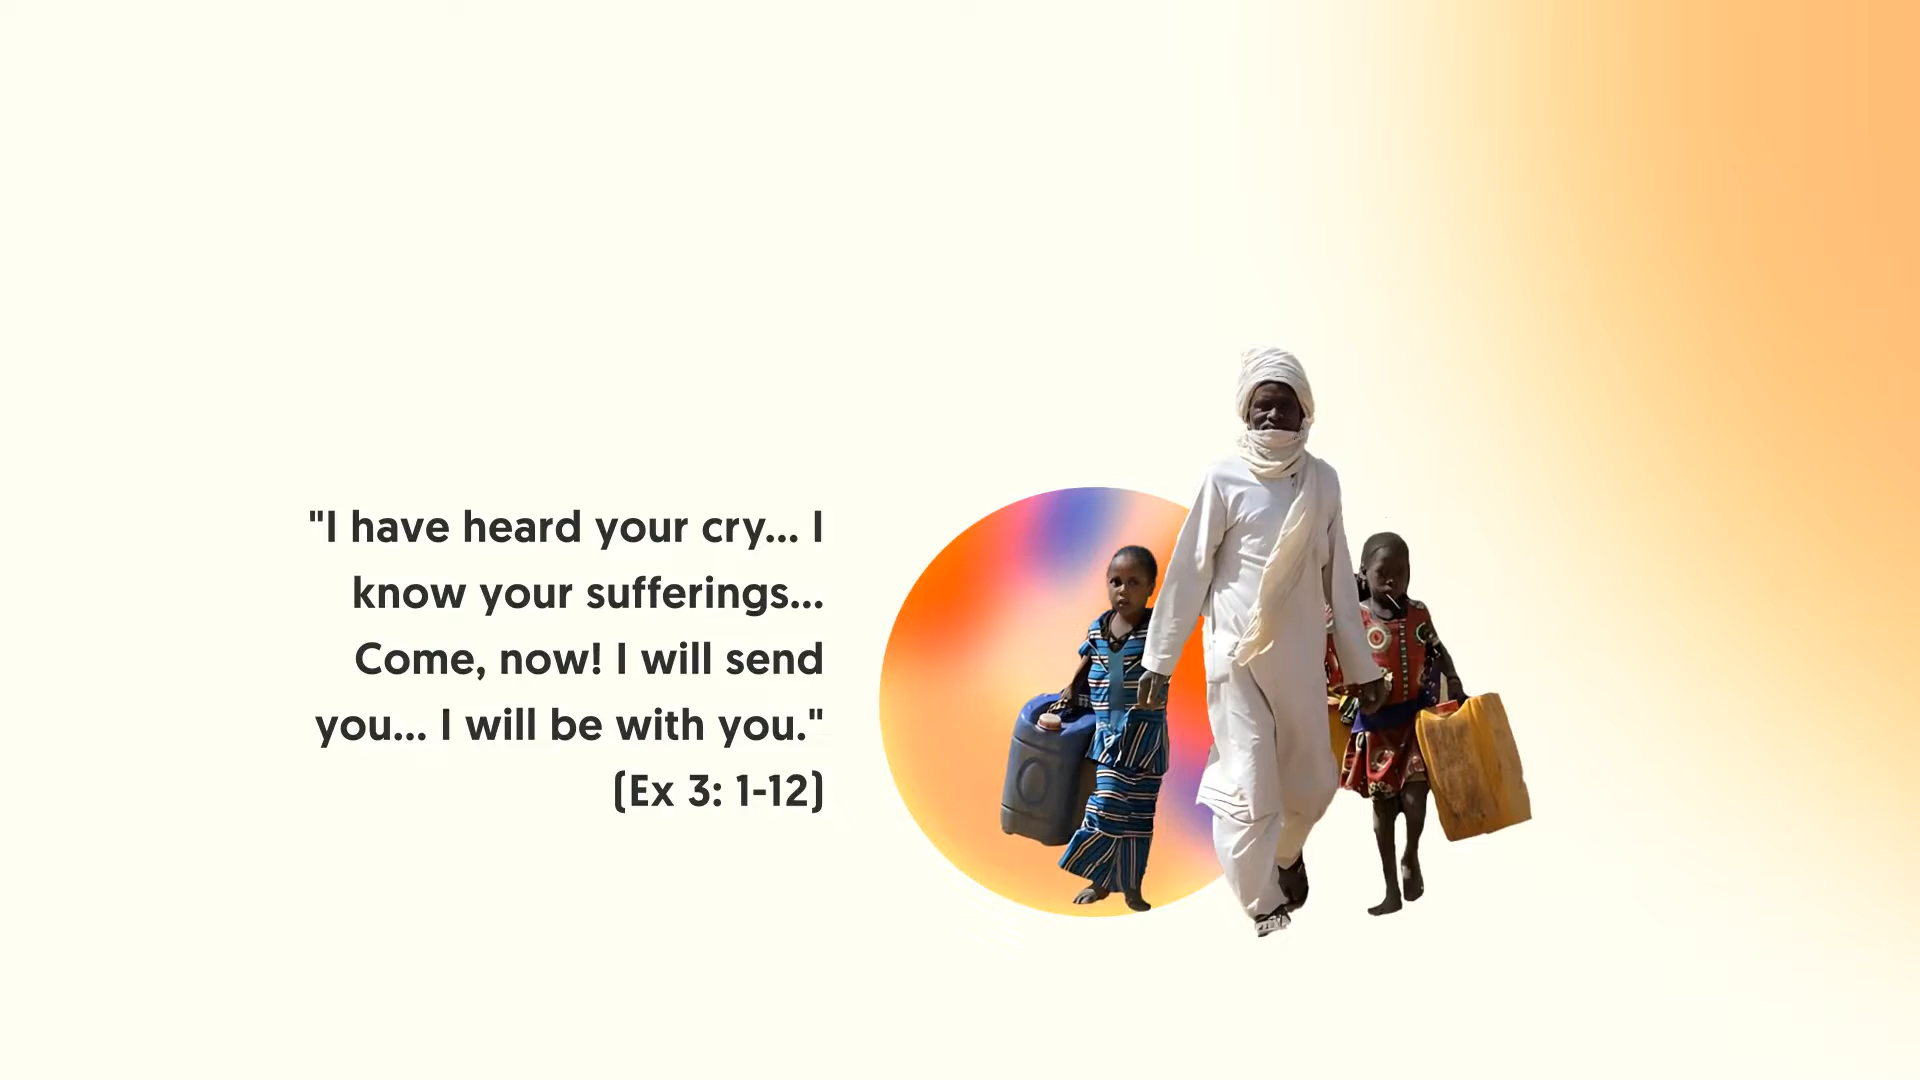 "I have heard your cry... I
know your sufferings...
Come, now! I will send
you... I will be with you."
(Ex 3: 1-12)